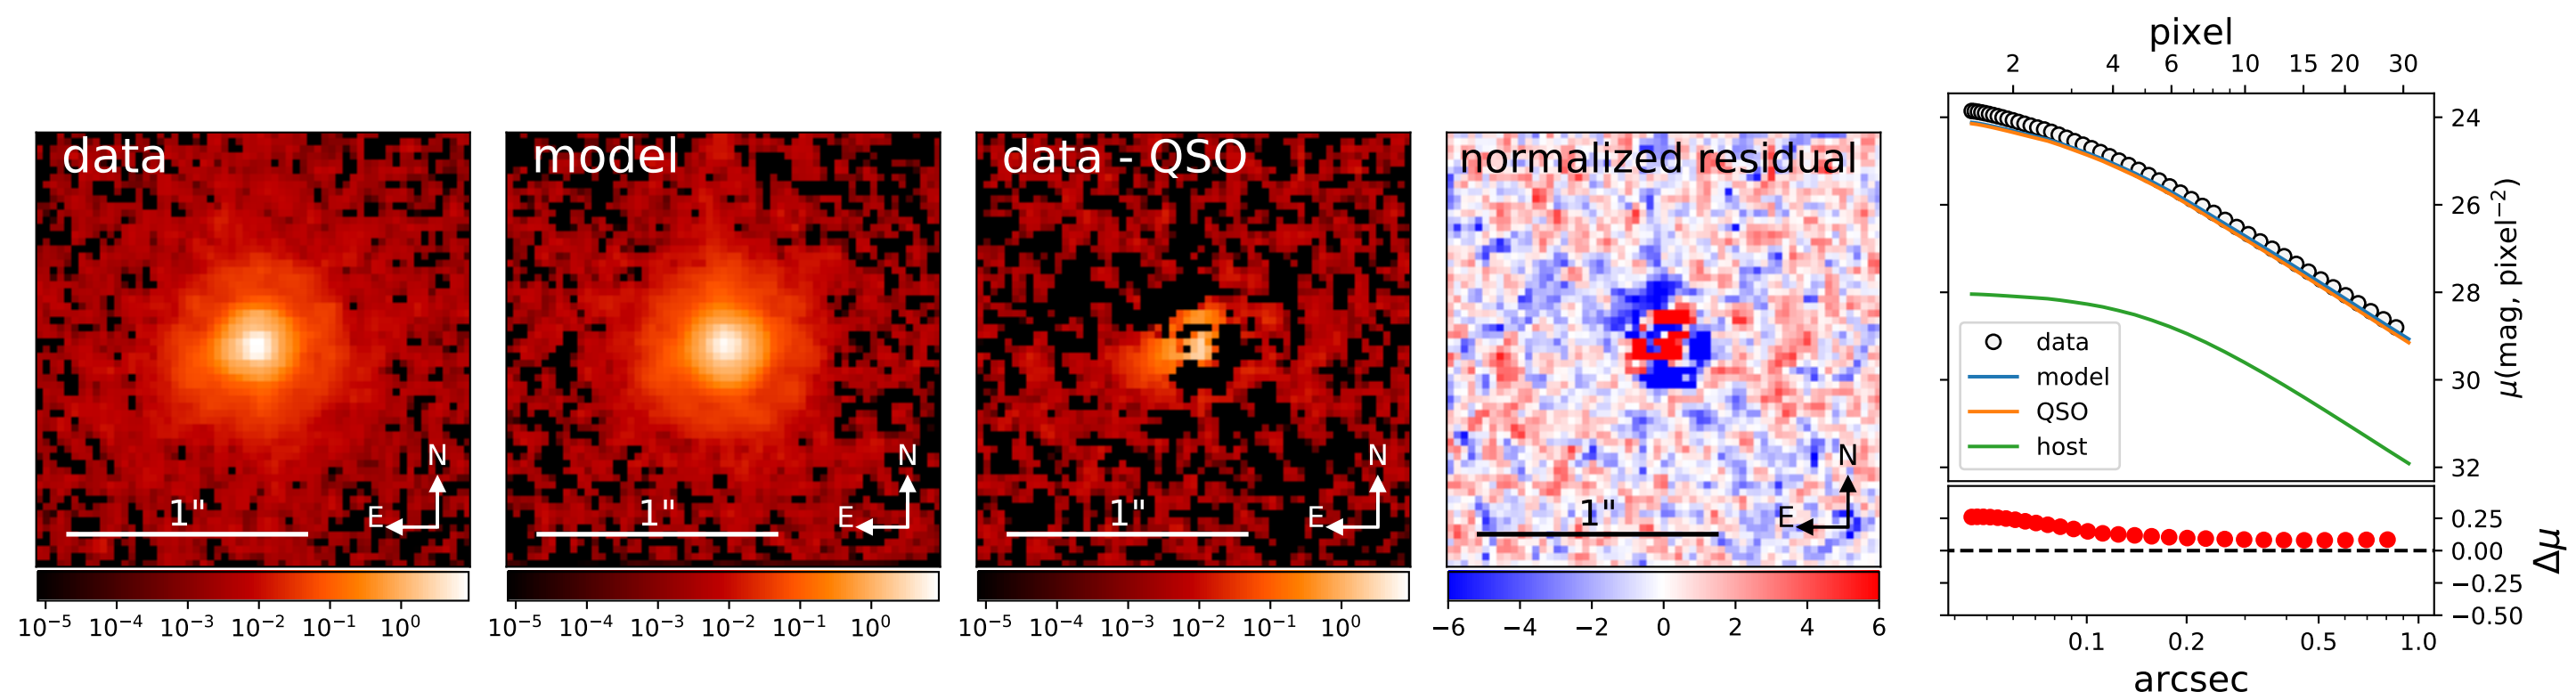 data
N
E
1"
10⁻⁵ 10⁻⁴ 10⁻³ 10⁻² 10⁻¹ 10⁰
model
N
E
1"
10⁻⁵ 10⁻⁴ 10⁻³ 10⁻² 10⁻¹ 10⁰
data - QSO
N
E
1"
10⁻⁵ 10⁻⁴ 10⁻³ 10⁻² 10⁻¹ 10⁰
normalized residual
N
E
1"
−6 −4 −2 0 2 4 6
pixel
2 4 6 10 15 20 30
24
26
28
30
32
μ(mag, pixel⁻²)
data
model
QSO
host
0.25
0.00
−0.25
−0.50
Δμ
0.1 0.2 0.5 1.0
arcsec